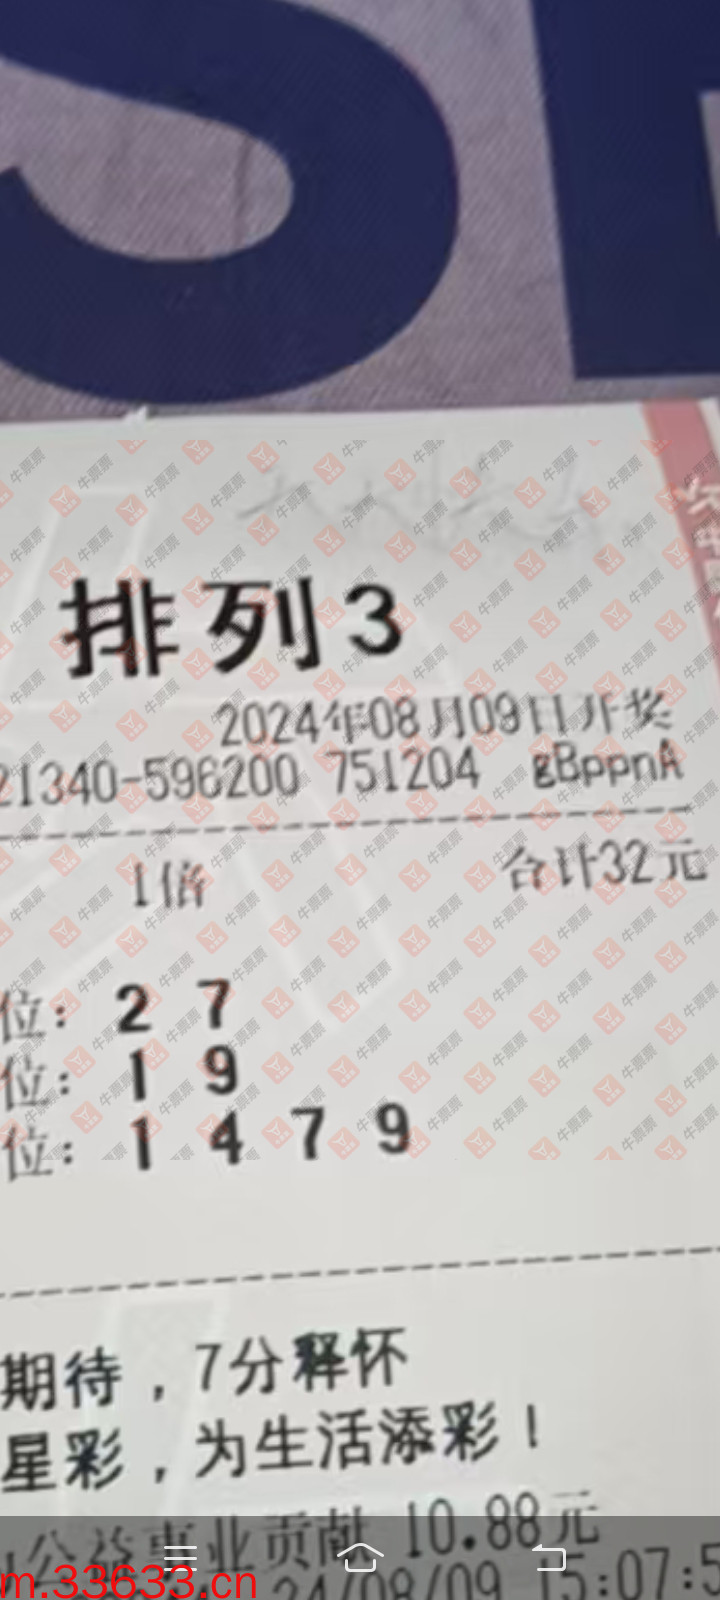 排列3
2024年08月09日开奖
21340-596200 751204 gBppnA
1倍
合计32元
位: 2 7
位: 1 9
位: 1 4 7 9
期待，7分释怀
星彩，为生活添彩！
公益事业贡献 10.88元
24/08/09 15:07:5
m.33633.cn
牛票票